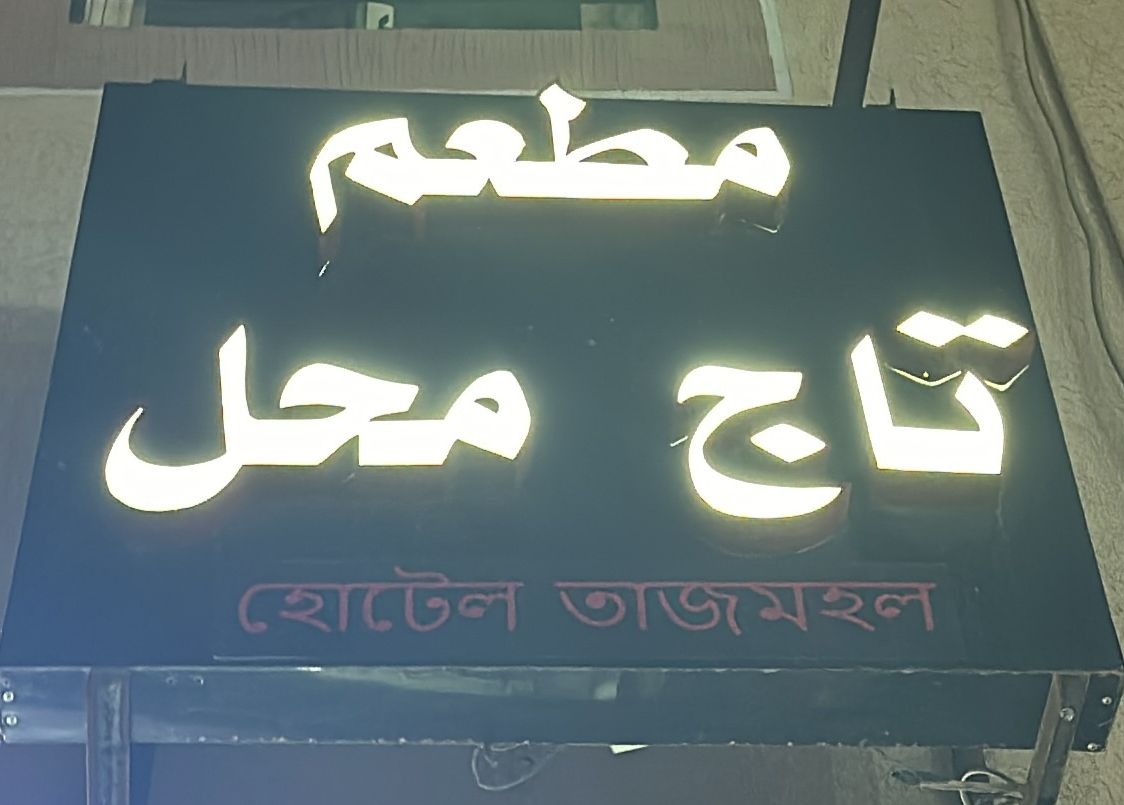 مطعم
تاج محل
হোটেল তাজমহল